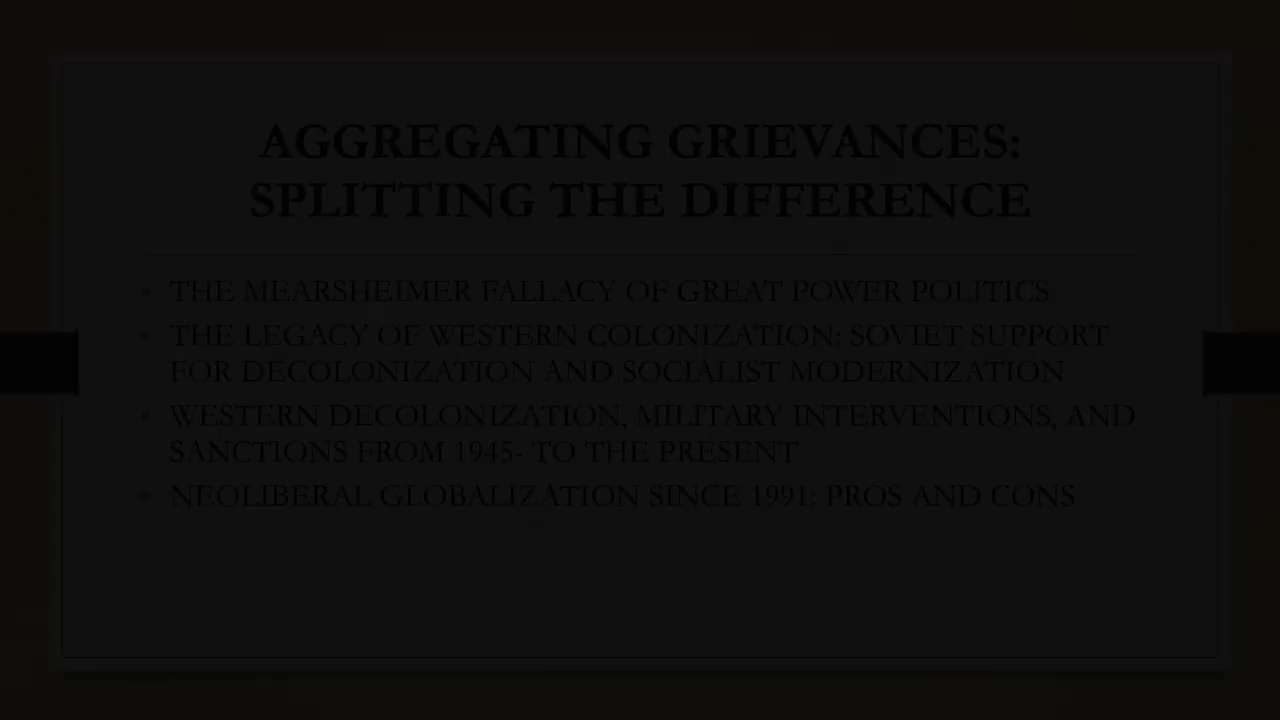 AGGREGATING GRIEVANCES:
SPLITTING THE DIFFERENCE
• THE MEARSHEIMER FALLACY OF GREAT POWER POLITICS
• THE LEGACY OF WESTERN COLONIZATION: SOVIET SUPPORT
FOR DECOLONIZATION AND SOCIALIST MODERNIZATION
• WESTERN DECOLONIZATION, MILITARY INTERVENTIONS, AND
SANCTIONS FROM 1945- TO THE PRESENT
• NEOLIBERAL GLOBALIZATION SINCE 1991: PROS AND CONS